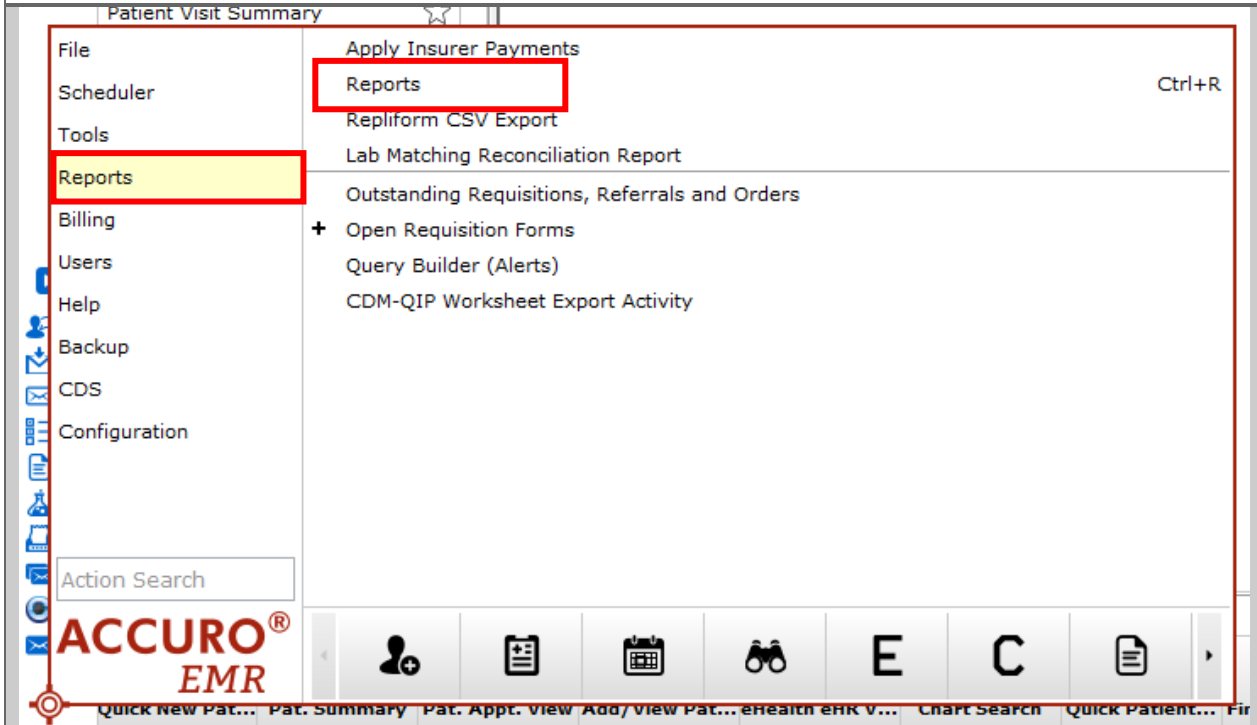 Patient Visit Summary
File
Scheduler
Tools
Reports
Billing
Users
Help
Backup
CDS
Configuration
Action Search
ACCURO®
EMR
Apply Insurer Payments
Reports Ctrl+R
Repliform CSV Export
Lab Matching Reconciliation Report
Outstanding Requisitions, Referrals and Orders
+ Open Requisition Forms
Query Builder (Alerts)
CDM-QIP Worksheet Export Activity
E C
Quick New Pat... Pat. Summary Pat. Appt. View Add/View Pat... eHealth eHR V... Chart Search Quick Patient... Fir